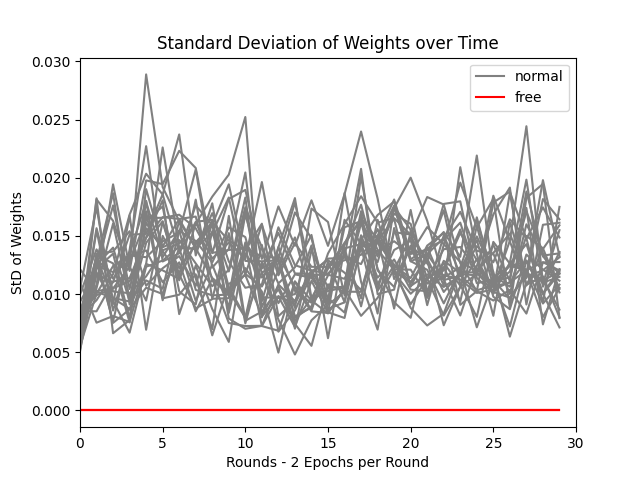 Standard Deviation of Weights over Time
StD of Weights
0.030
0.025
0.020
0.015
0.010
0.005
0.000
normal
free
0 5 10 15 20 25 30
Rounds - 2 Epochs per Round